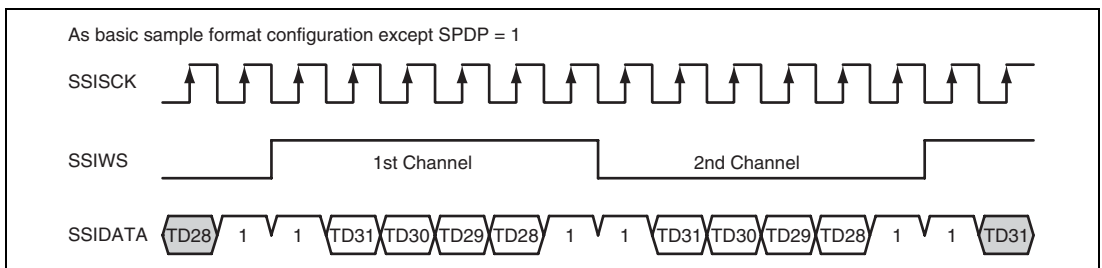 As basic sample format configuration except SPDP = 1
SSISCK
SSIWS 1st Channel 2nd Channel
SSIDATA TD28 1 1 TD31 TD30 TD29 TD28 1 1 TD31 TD30 TD29 TD28 1 1 TD31